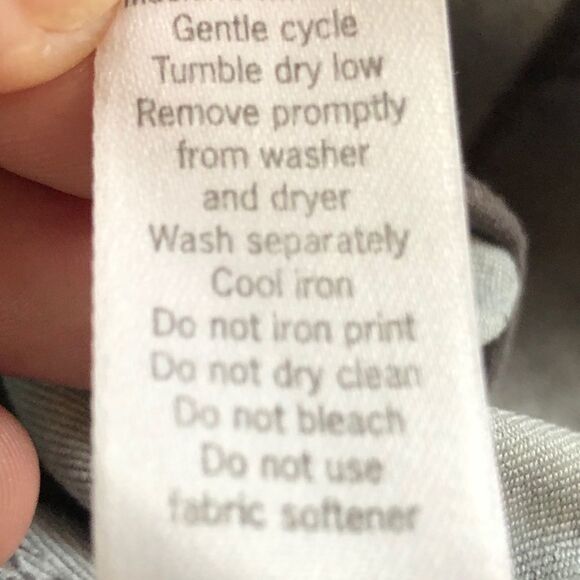 Gentle cycle
Tumble dry low
Remove promptly
from washer
and dryer
Wash separately
Cool iron
Do not iron print
Do not dry clean
Do not bleach
Do not use
fabric softener